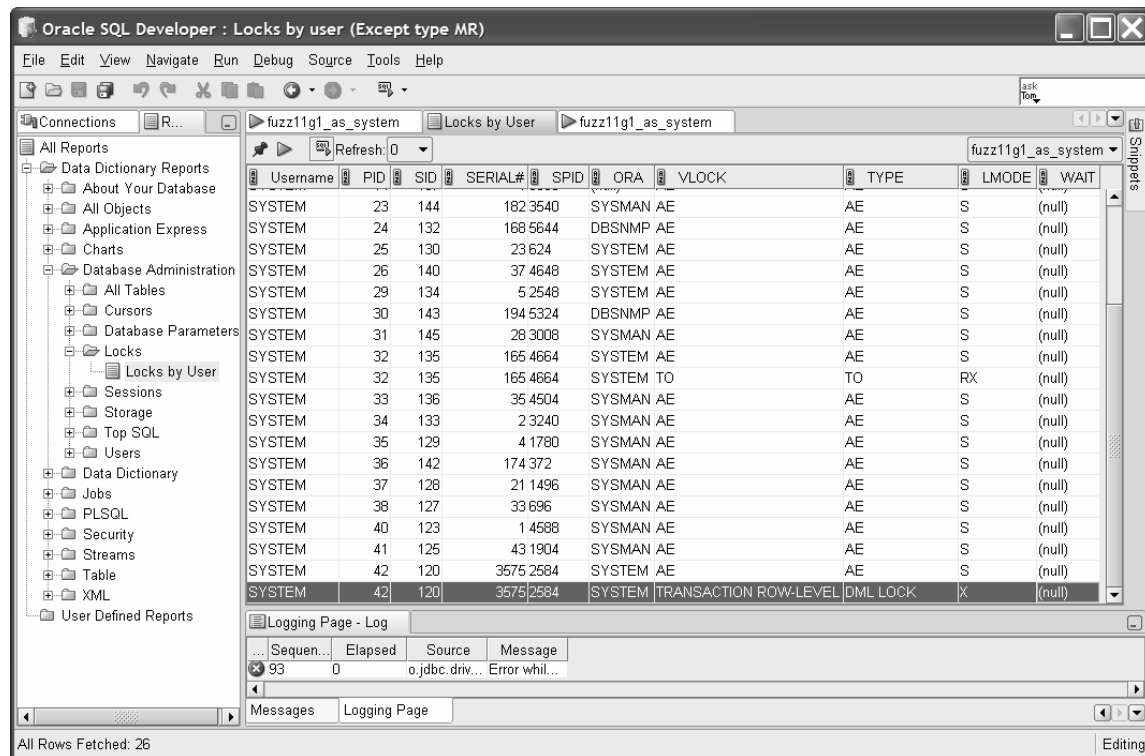 Oracle SQL Developer : Locks by user (Except type MR)
File Edit View Navigate Run Debug Source Tools Help
ask Tom
Connections R... fuzz11g1_as_system Locks by User fuzz11g1_as_system
Snippets
All Reports
Data Dictionary Reports
About Your Database
All Objects
Application Express
Charts
Database Administration
All Tables
Cursors
Database Parameters
Locks
Locks by User
Sessions
Storage
Top SQL
Users
Data Dictionary
Jobs
PLSQL
Security
Streams
Table
XML
User Defined Reports
Refresh: 0 fuzz11g1_as_system
Username PID SID SERIAL# SPID ORA VLOCK TYPE LMODE WAIT
SYSTEM 23 144 182 3540 SYSMAN AE AE S (null)
SYSTEM 24 132 168 5644 DBSNMP AE AE S (null)
SYSTEM 25 130 23 624 SYSTEM AE AE S (null)
SYSTEM 26 140 37 4648 SYSTEM AE AE S (null)
SYSTEM 29 134 5 2548 SYSTEM AE AE S (null)
SYSTEM 30 143 194 5324 DBSNMP AE AE S (null)
SYSTEM 31 145 28 3008 SYSMAN AE AE S (null)
SYSTEM 32 135 165 4664 SYSTEM AE AE S (null)
SYSTEM 32 135 165 4664 SYSTEM TO TO RX (null)
SYSTEM 33 136 35 4504 SYSMAN AE AE S (null)
SYSTEM 34 133 2 3240 SYSMAN AE AE S (null)
SYSTEM 35 129 4 1780 SYSMAN AE AE S (null)
SYSTEM 36 142 174 372 SYSMAN AE AE S (null)
SYSTEM 37 128 21 1496 SYSMAN AE AE S (null)
SYSTEM 38 127 33 696 SYSMAN AE AE S (null)
SYSTEM 40 123 1 4588 SYSMAN AE AE S (null)
SYSTEM 41 125 43 1904 SYSMAN AE AE S (null)
SYSTEM 42 120 3575 2584 SYSTEM AE AE S (null)
SYSTEM 42 120 3575 2584 SYSTEM TRANSACTION ROW-LEVEL DML LOCK X (null)
Logging Page - Log
... Sequen... Elapsed Source Message
93 0 o.jdbc.driv... Error whil...
Messages Logging Page
All Rows Fetched: 26 Editing